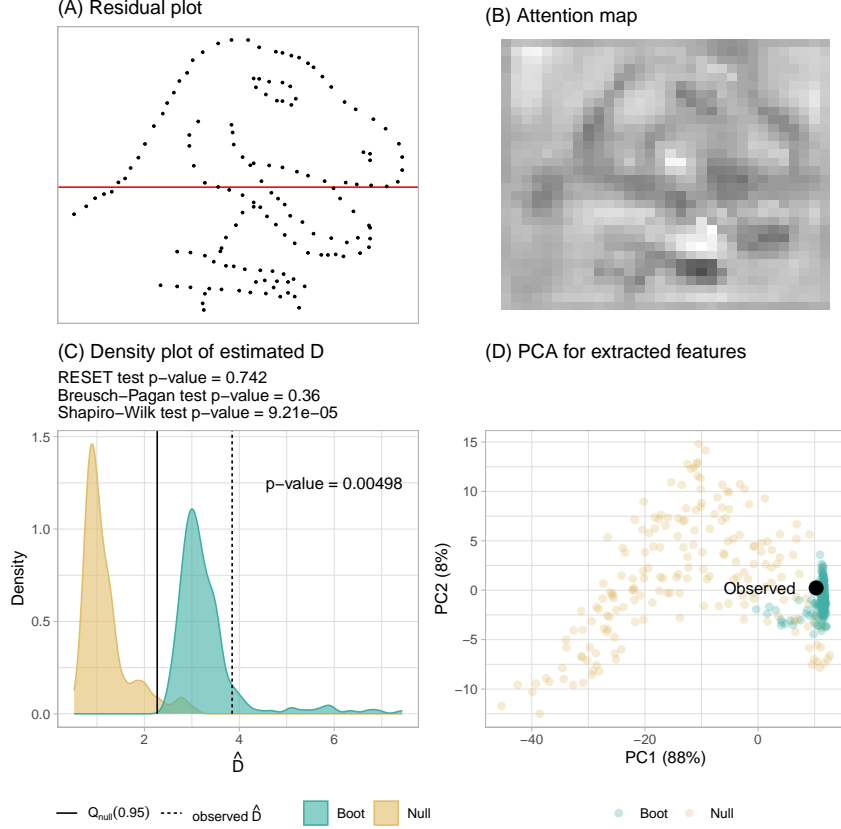 (A) Residual plot
(B) Attention map
(C) Density plot of estimated D
RESET test p−value = 0.742
Breusch−Pagan test p−value = 0.36
Shapiro−Wilk test p−value = 9.21e−05
p−value = 0.00498
1.5
1.0
0.5
0.0
Density
2 4 6
D̂
(D) PCA for extracted features
15
10
5
0
−5
−10
PC2 (8%)
Observed
−40 −20 0
PC1 (88%)
Qnull(0.95) observed D̂ Boot Null
Boot Null